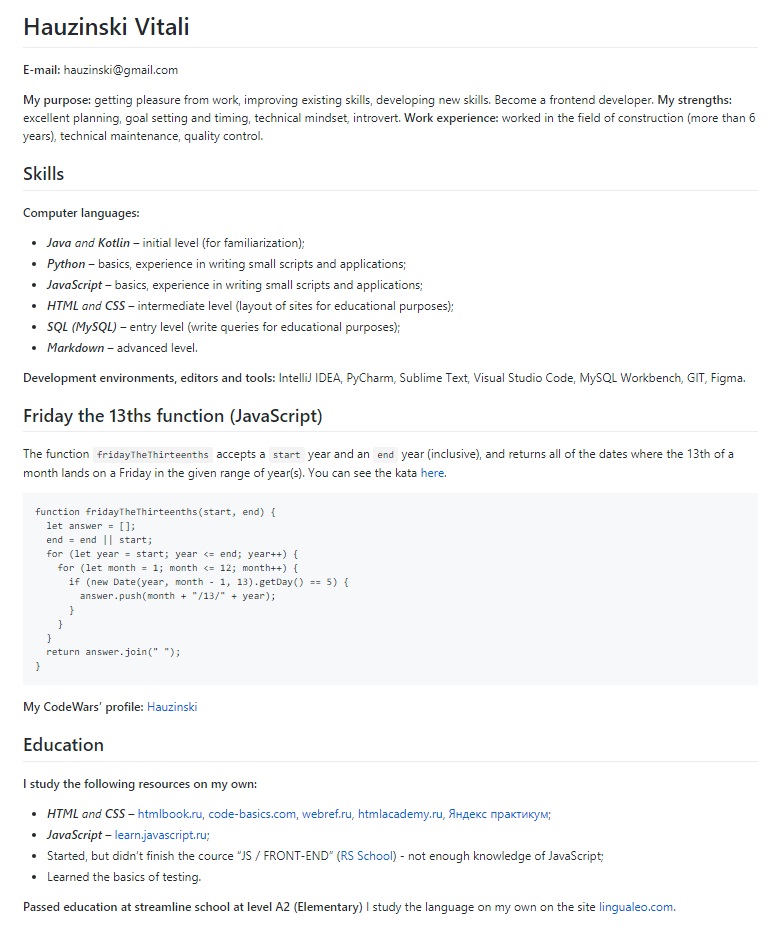 Hauzinski Vitali
E-mail: hauzinski@gmail.com
My purpose: getting pleasure from work, improving existing skills, developing new skills. Become a frontend developer. My strengths:
excellent planning, goal setting and timing, technical mindset, introvert. Work experience: worked in the field of construction (more than 6
years), technical maintenance, quality control.
Skills
Computer languages:
• Java and Kotlin – initial level (for familiarization);
• Python – basics, experience in writing small scripts and applications;
• JavaScript – basics, experience in writing small scripts and applications;
• HTML and CSS – intermediate level (layout of sites for educational purposes);
• SQL (MySQL) – entry level (write queries for educational purposes);
• Markdown – advanced level.
Development environments, editors and tools: IntelliJ IDEA, PyCharm, Sublime Text, Visual Studio Code, MySQL Workbench, GIT, Figma.
Friday the 13ths function (JavaScript)
The function fridayTheThirteenths accepts a start year and an end year (inclusive), and returns all of the dates where the 13th of a
month lands on a Friday in the given range of year(s). You can see the kata here.
function fridayTheThirteenths(start, end) {
  let answer = [];
  end = end || start;
  for (let year = start; year <= end; year++) {
    for (let month = 1; month <= 12; month++) {
      if (new Date(year, month - 1, 13).getDay() == 5) {
        answer.push(month + "/13/" + year);
      }
    }
  }
  return answer.join(" ");
}
My CodeWars' profile: Hauzinski
Education
I study the following resources on my own:
• HTML and CSS – htmlbook.ru, code-basics.com, webref.ru, htmlacademy.ru, Яндекс практикум;
• JavaScript – learn.javascript.ru;
• Started, but didn't finish the cource "JS / FRONT-END" (RS School) - not enough knowledge of JavaScript;
• Learned the basics of testing.
Passed education at streamline school at level A2 (Elementary) I study the language on my own on the site lingualeo.com.